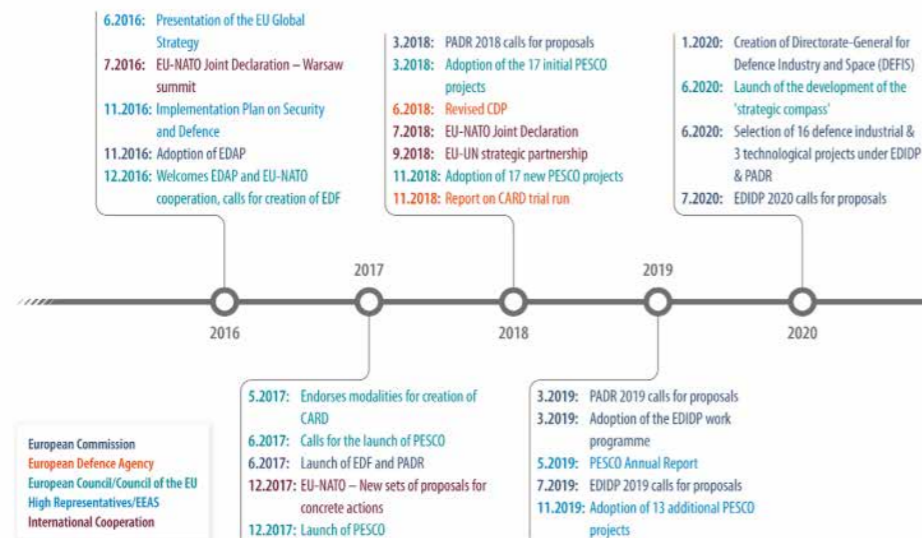 6.2016: Presentation of the EU Global
Strategy
7.2016: EU-NATO Joint Declaration – Warsaw
summit
11.2016: Implementation Plan on Security
and Defence
11.2016: Adoption of EDAP
12.2016: Welcomes EDAP and EU-NATO
cooperation, calls for creation of EDF
3.2018: PADR 2018 calls for proposals
3.2018: Adoption of the 17 initial PESCO
projects
6.2018: Revised CDP
7.2018: EU-NATO Joint Declaration
9.2018: EU-UN strategic partnership
11.2018: Adoption of 17 new PESCO projects
11.2018: Report on CARD trial run
1.2020: Creation of Directorate-General for
Defence Industry and Space (DEFIS)
6.2020: Launch of the development of the
'strategic compass'
6.2020: Selection of 16 defence industrial &
3 technological projects under EDIDP
& PADR
7.2020: EDIDP 2020 calls for proposals
2017
2019
2016
2018
2020
5.2017: Endorses modalities for creation of
CARD
6.2017: Calls for the launch of PESCO
6.2017: Launch of EDF and PADR
12.2017: EU-NATO – New sets of proposals for
concrete actions
12.2017: Launch of PESCO
3.2019: PADR 2019 calls for proposals
3.2019: Adoption of the EDIDP work
programme
5.2019: PESCO Annual Report
7.2019: EDIDP 2019 calls for proposals
11.2019: Adoption of 13 additional PESCO
projects
European Commission
European Defence Agency
European Council/Council of the EU
High Representatives/EEAS
International Cooperation